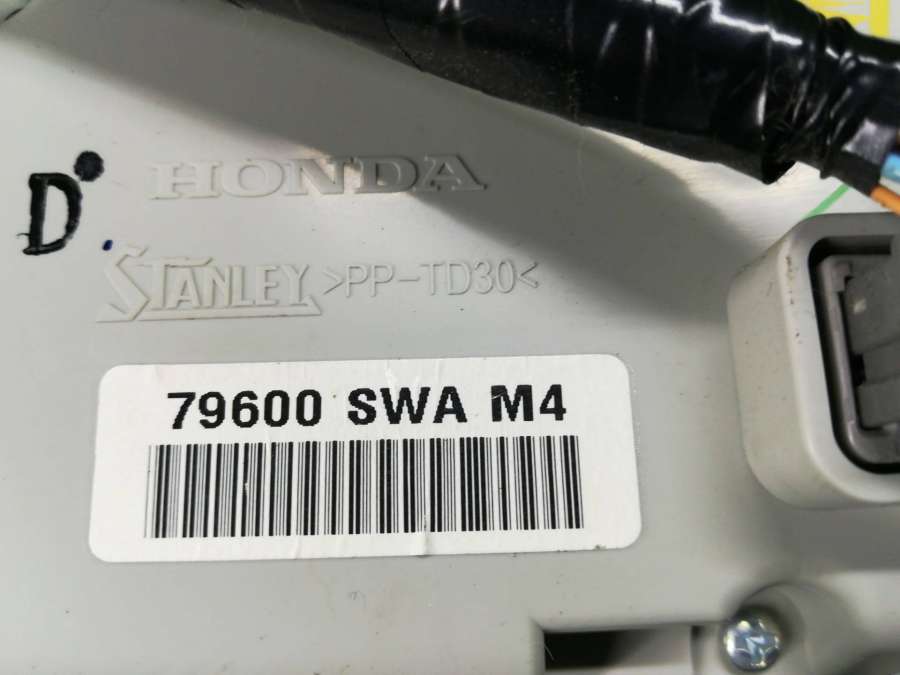 HONDA
D
STANLEY >PP-TD30<
79600 SWA M4